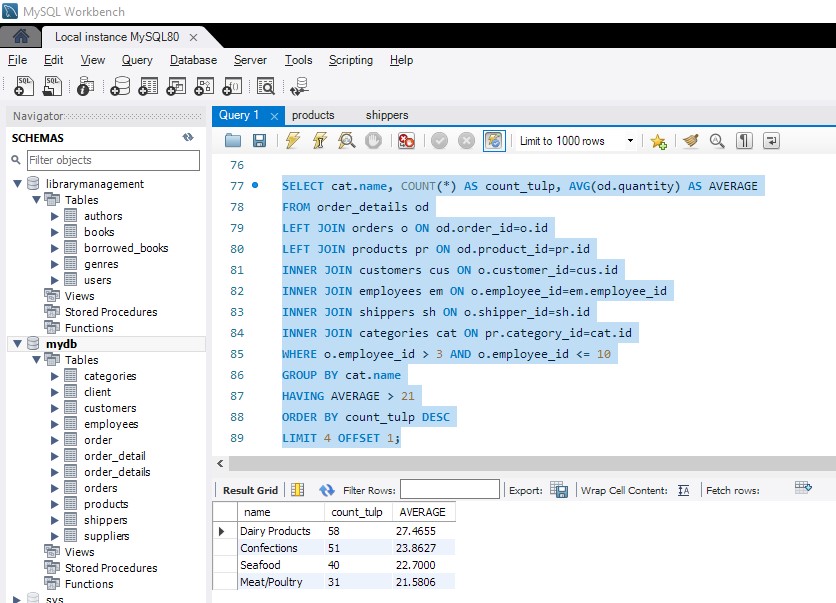 MySQL Workbench
Local instance MySQL80
File Edit View Query Database Server Tools Scripting Help
Navigator
SCHEMAS
Filter objects
librarymanagement
Tables
authors
books
borrowed_books
genres
users
Views
Stored Procedures
Functions
mydb
Tables
categories
client
customers
employees
order
order_detail
order_details
orders
products
shippers
suppliers
Views
Stored Procedures
Functions
sys
Query 1 products shippers
Limit to 1000 rows
76
77 SELECT cat.name, COUNT(*) AS count_tulp, AVG(od.quantity) AS AVERAGE
78 FROM order_details od
79 LEFT JOIN orders o ON od.order_id=o.id
80 LEFT JOIN products pr ON od.product_id=pr.id
81 INNER JOIN customers cus ON o.customer_id=cus.id
82 INNER JOIN employees em ON o.employee_id=em.employee_id
83 INNER JOIN shippers sh ON o.shipper_id=sh.id
84 INNER JOIN categories cat ON pr.category_id=cat.id
85 WHERE o.employee_id > 3 AND o.employee_id <= 10
86 GROUP BY cat.name
87 HAVING AVERAGE > 21
88 ORDER BY count_tulp DESC
89 LIMIT 4 OFFSET 1;
Result Grid Filter Rows: Export: Wrap Cell Content: Fetch rows:
name count_tulp AVERAGE
Dairy Products 58 27.4655
Confections 51 23.8627
Seafood 40 22.7000
Meat/Poultry 31 21.5806